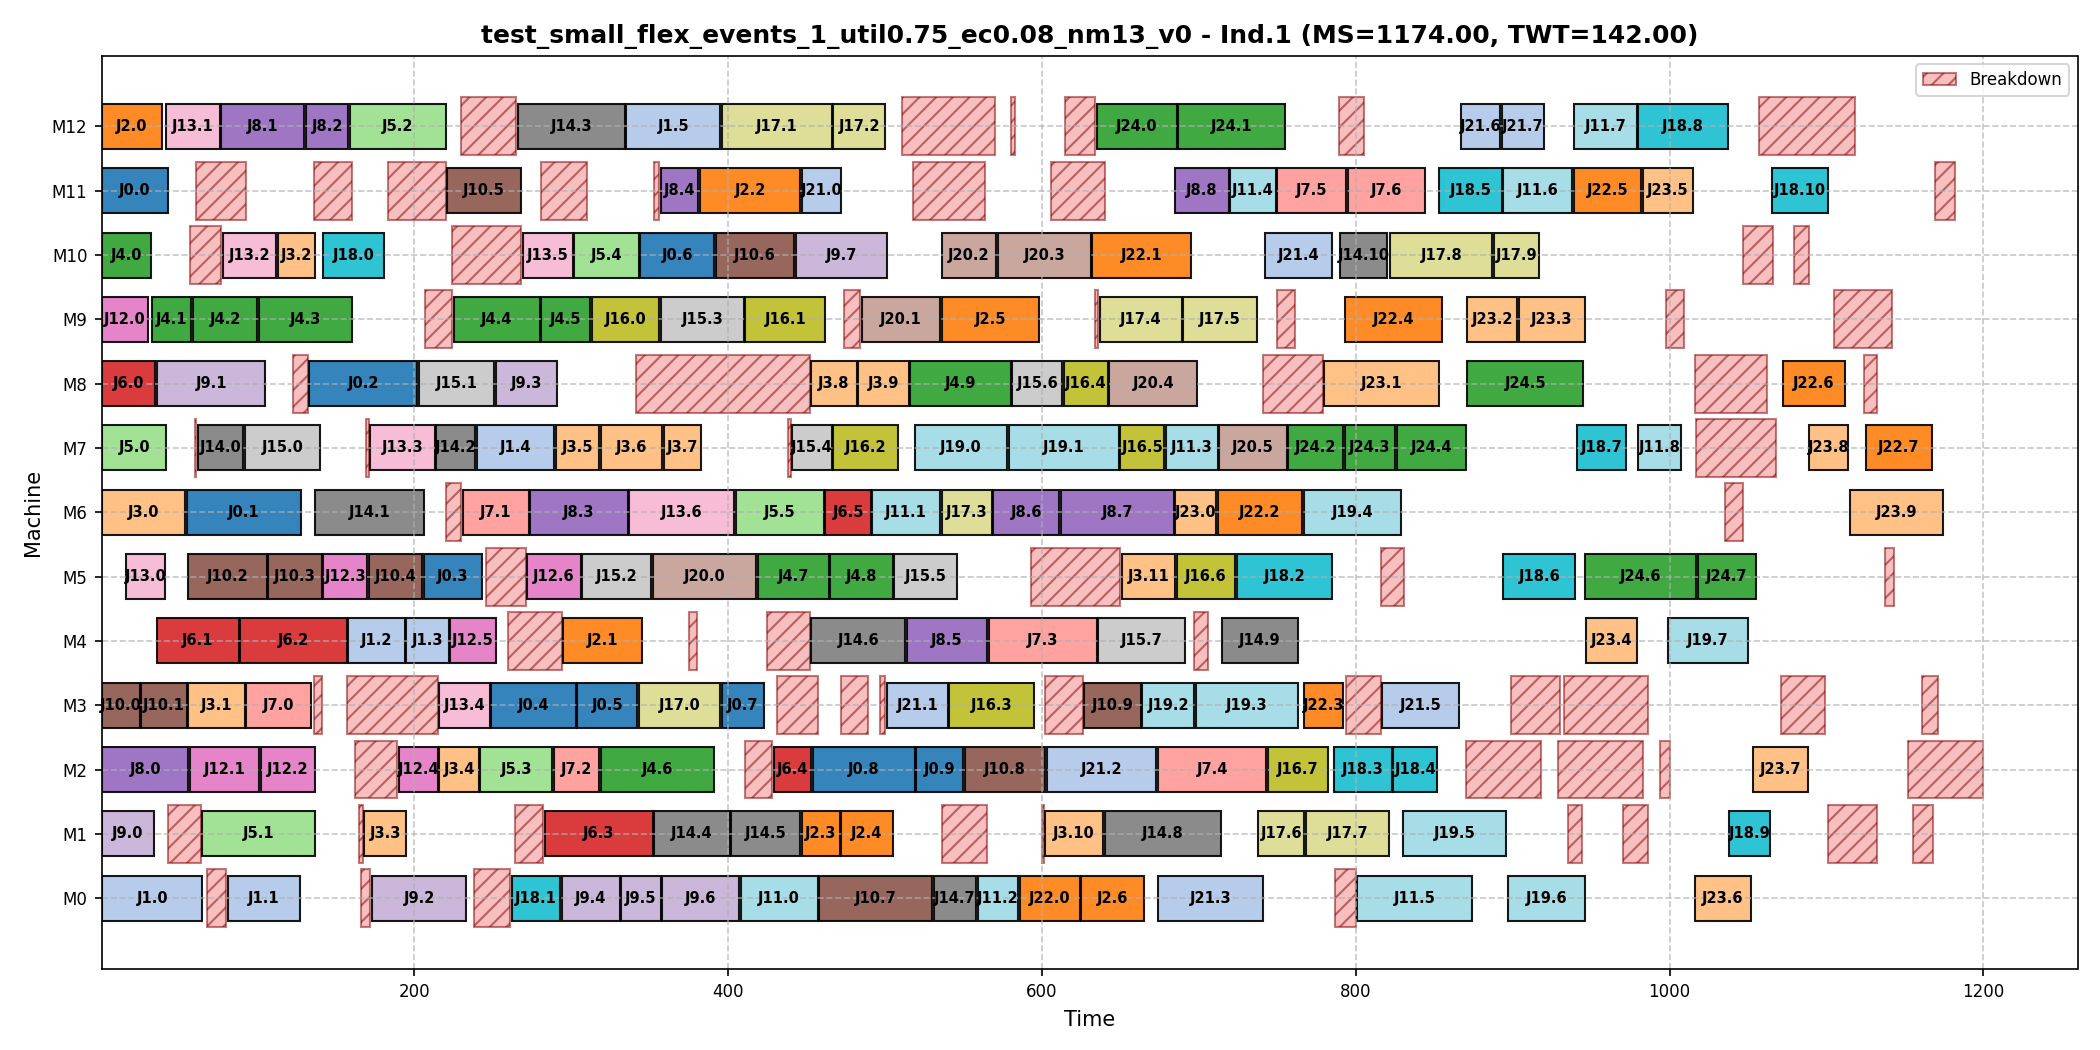 test_small_flex_events_1_util0.75_ec0.08_nm13_v0 - Ind.1 (MS=1174.00, TWT=142.00)
Breakdown
M12 J2.0 J13.1 J8.1 J8.2 J5.2 J14.3 J1.5 J17.1 J17.2 J24.0 J24.1 J21.6 J21.7 J11.7 J18.8
M11 J0.0 J10.5 J8.4 J2.2 J21.0 J8.8 J11.4 J7.5 J7.6 J18.5 J11.6 J22.5 J23.5 J18.10
M10 J4.0 J13.2 J3.2 J18.0 J13.5 J5.4 J0.6 J10.6 J9.7 J20.2 J20.3 J22.1 J21.4 J14.10 J17.8 J17.9
M9 J12.0 J4.1 J4.2 J4.3 J4.4 J4.5 J16.0 J15.3 J16.1 J20.1 J2.5 J17.4 J17.5 J22.4 J23.2 J23.3
M8 J6.0 J9.1 J0.2 J15.1 J9.3 J3.8 J3.9 J4.9 J15.6 J16.4 J20.4 J23.1 J24.5 J22.6
M7 J5.0 J14.0 J15.0 J13.3 J14.2 J1.4 J3.5 J3.6 J3.7 J15.4 J16.2 J19.0 J19.1 J16.5 J11.3 J20.5 J24.2 J24.3 J24.4 J18.7 J11.8 J23.8 J22.7
M6 J3.0 J0.1 J14.1 J7.1 J8.3 J13.6 J5.5 J6.5 J11.1 J17.3 J8.6 J8.7 J23.0 J22.2 J19.4 J23.9
M5 J13.0 J10.2 J10.3 J12.3 J10.4 J0.3 J12.6 J15.2 J20.0 J4.7 J4.8 J15.5 J3.11 J16.6 J18.2 J18.6 J24.6 J24.7
M4 J6.1 J6.2 J1.2 J1.3 J12.5 J2.1 J14.6 J8.5 J7.3 J15.7 J14.9 J23.4 J19.7
M3 J10.0 J10.1 J3.1 J7.0 J13.4 J0.4 J0.5 J17.0 J0.7 J21.1 J16.3 J10.9 J19.2 J19.3 J22.3 J21.5
M2 J8.0 J12.1 J12.2 J12.4 J3.4 J5.3 J7.2 J4.6 J6.4 J0.8 J0.9 J10.8 J21.2 J7.4 J16.7 J18.3 J18.4 J23.7
M1 J9.0 J5.1 J3.3 J6.3 J14.4 J14.5 J2.3 J2.4 J3.10 J14.8 J17.6 J17.7 J19.5 J18.9
M0 J1.0 J1.1 J9.2 J18.1 J9.4 J9.5 J9.6 J11.0 J10.7 J14.7 J11.2 J22.0 J2.6 J21.3 J11.5 J19.6 J23.6
Machine
200 400 600 800 1000 1200
Time